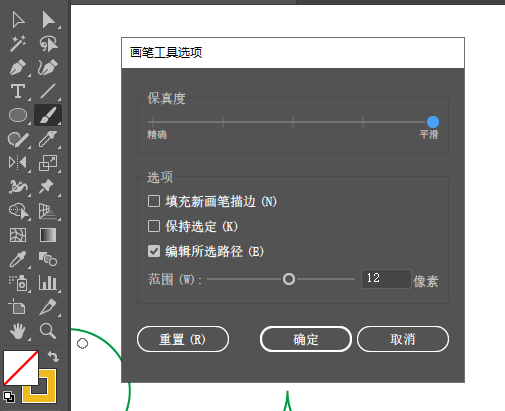 画笔工具选项
保真度
精确 平滑
选项
填充新画笔描边 (N)
保持选定 (K)
编辑所选路径 (E)
范围 (W): 12 像素
重置 (R) 确定 取消